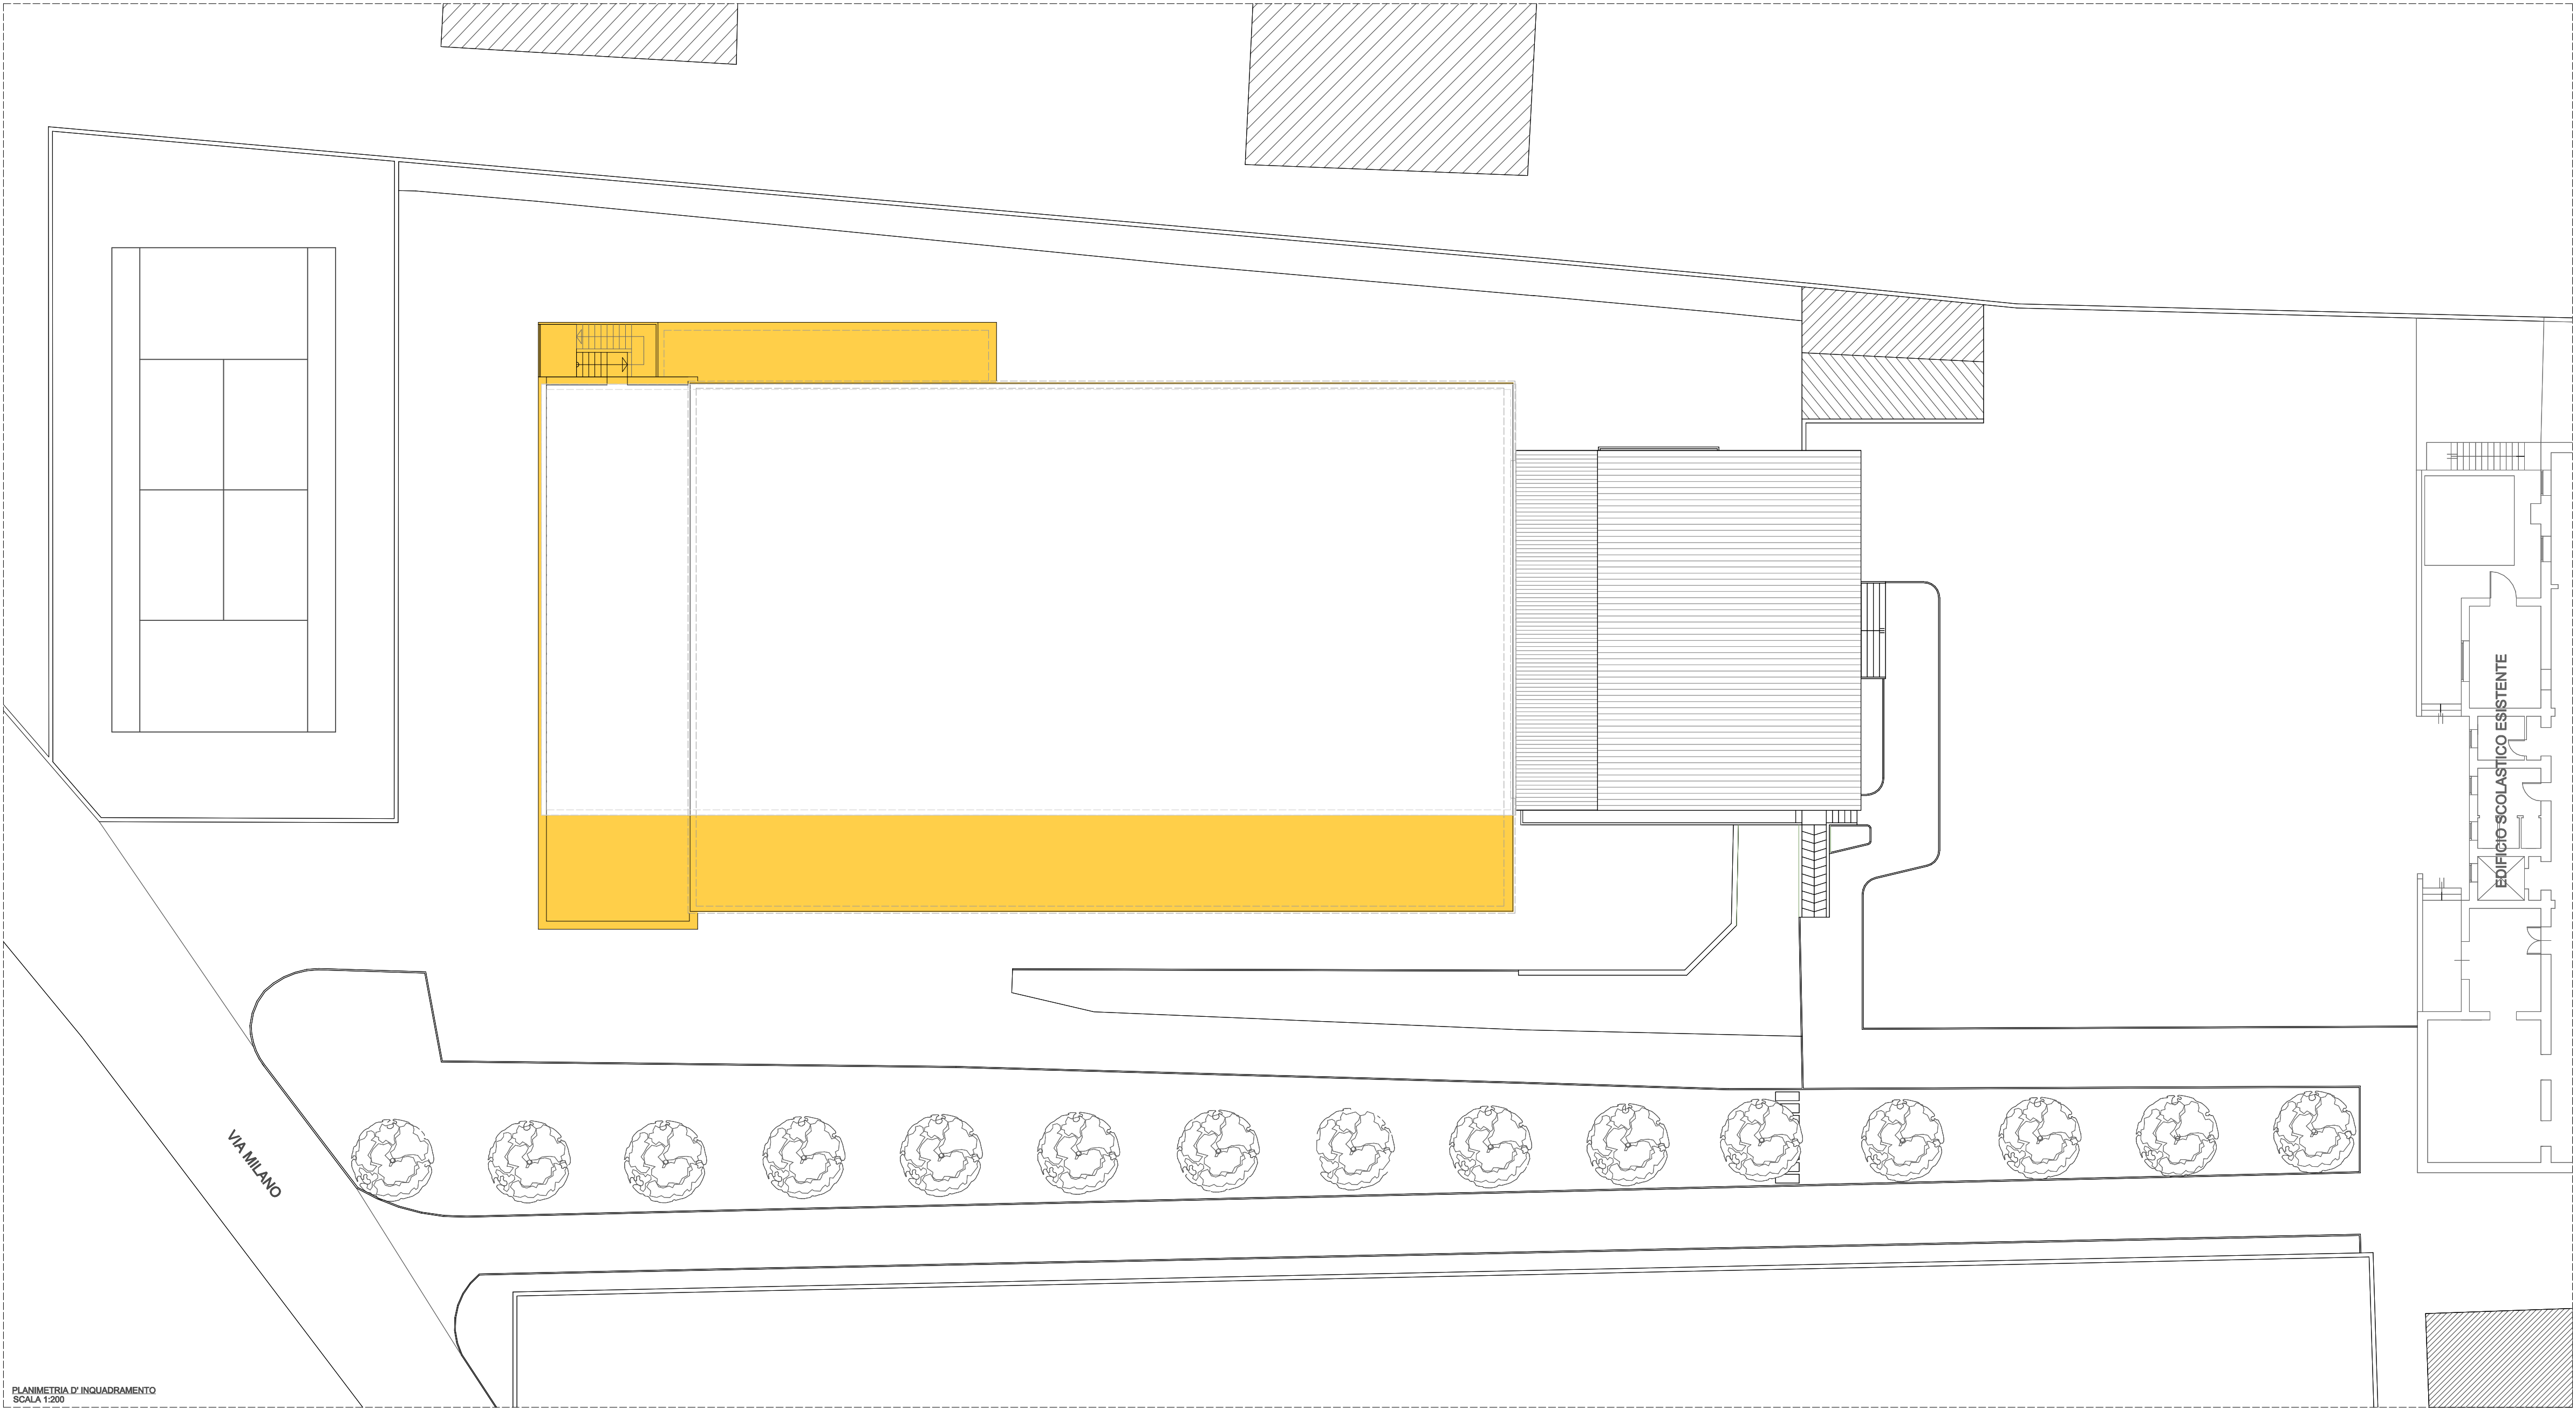 EDIFICIO SCOLASTICO ESISTENTE
VIA MILANO
PLANIMETRIA D' INQUADRAMENTO
SCALA 1:200